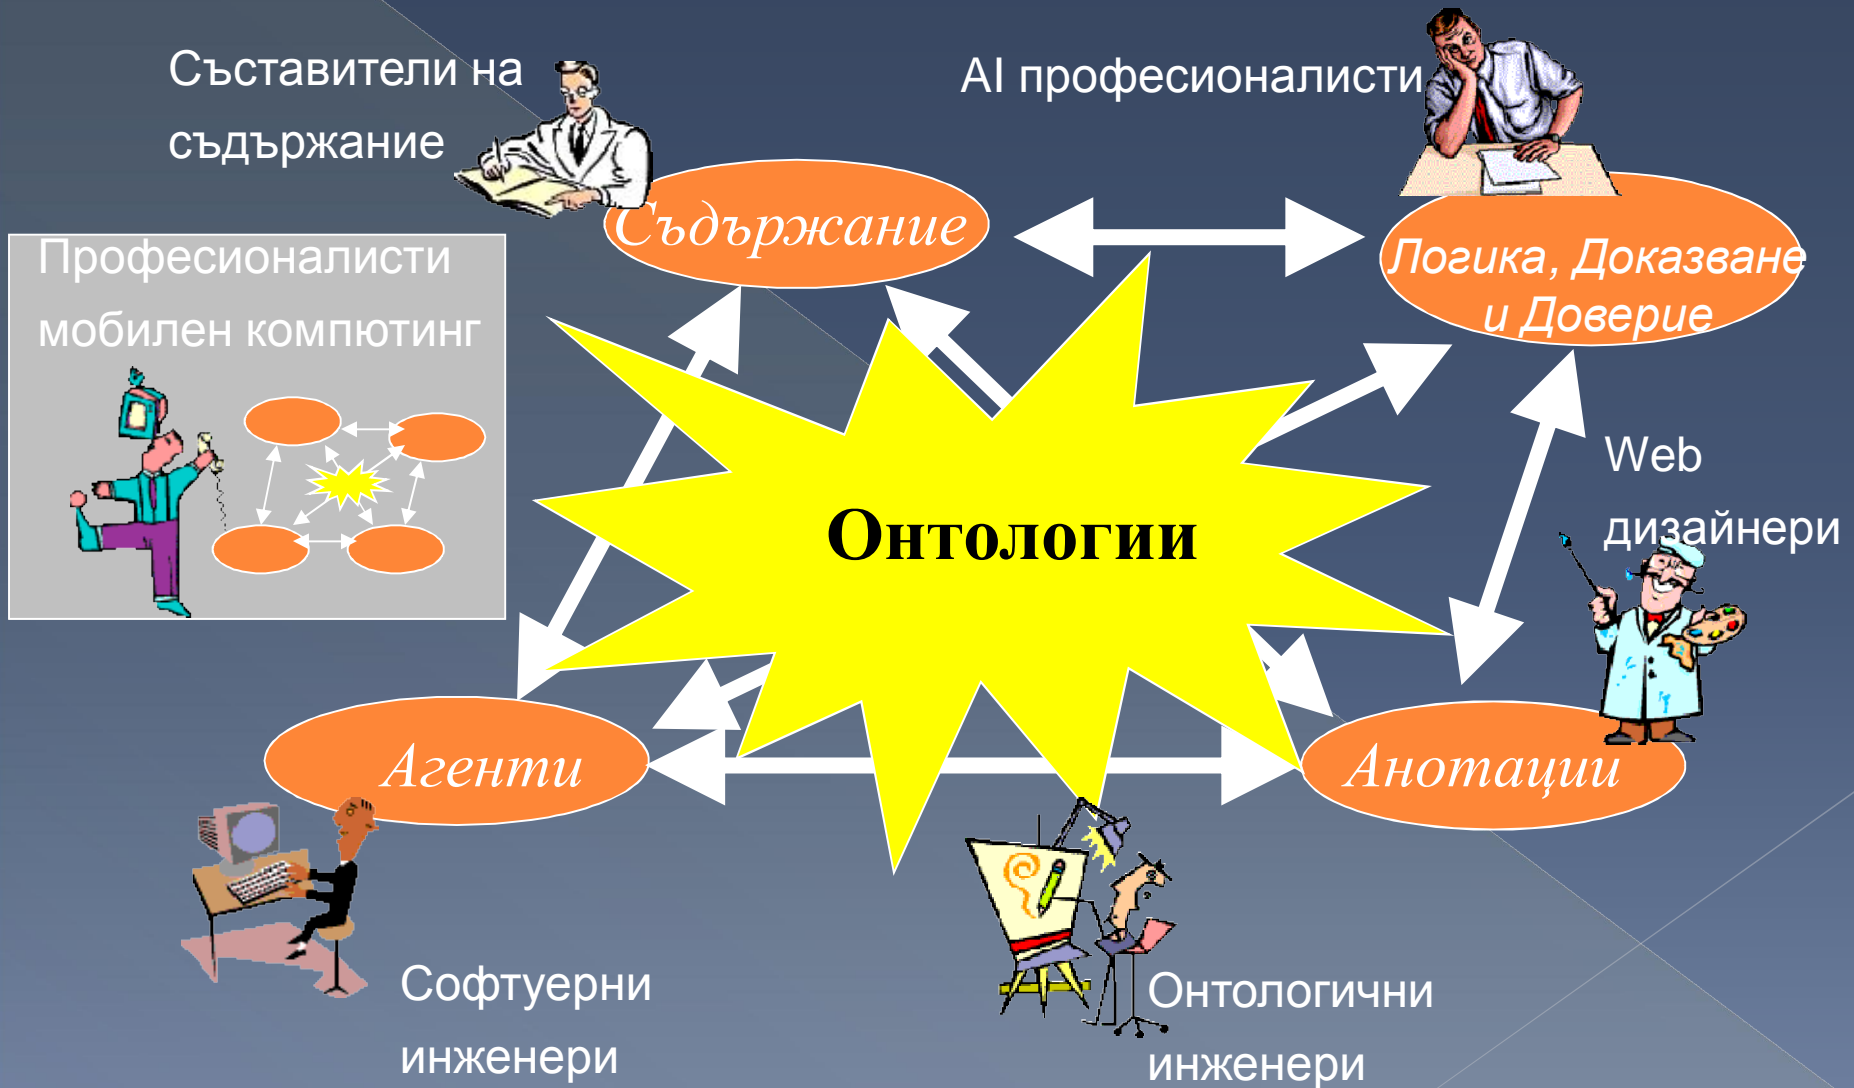 Съставители на
съдържание
AI професионалисти
Съдържание
Логика, Доказване
и Доверие
Професионалисти
мобилен компютинг
Web
дизайнери
Онтологии
Агенти
Анотации
Софтуерни
инженери
Онтологични
инженери